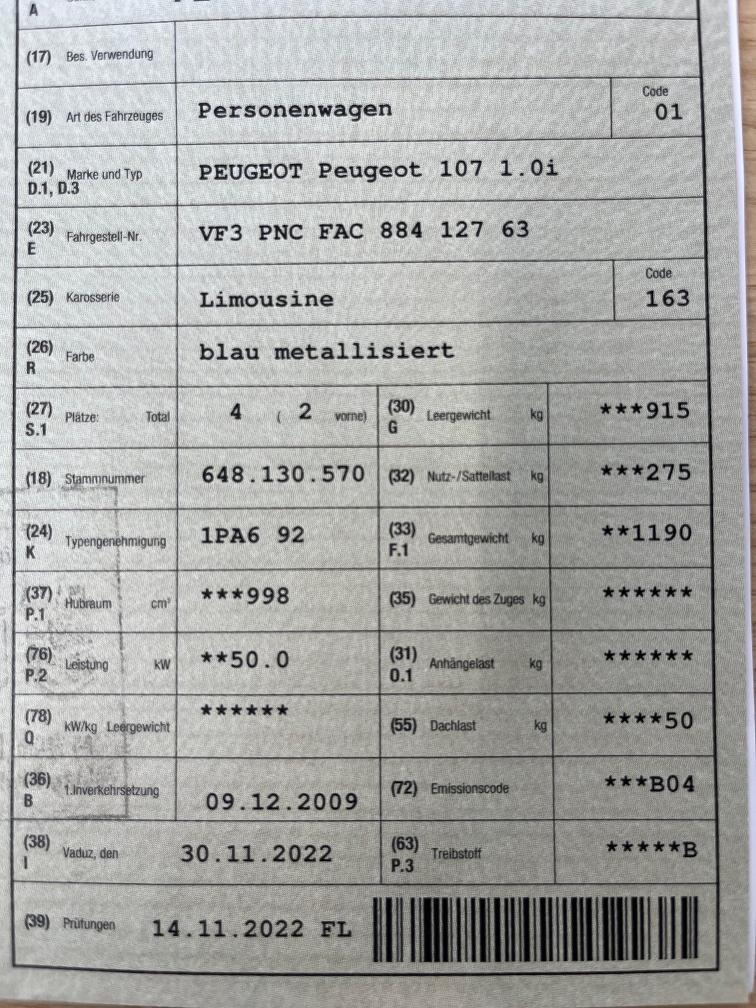 A
(17) Bes. Verwendung
Code
(19) Art des Fahrzeuges Personenwagen 01
(21) Marke und Typ PEUGEOT Peugeot 107 1.0i
D.1, D.3
(23) Fahrgestell-Nr. VF3 PNC FAC 884 127 63
E
Code
(25) Karosserie Limousine 163
(26) Farbe blau metallisiert
R
(27) Plätze: Total 4 ( 2 vorne) (30) Leergewicht kg ***915
S.1 G
(18) Stammnummer 648.130.570 (32) Nutz-/Sattellast kg ***275
(24) Typengenehmigung 1PA6 92 (33) Gesamtgewicht kg **1190
K F.1
(37) Hubraum cm³ ***998 (35) Gewicht des Zuges kg ******
P.1
(76) Leistung kW **50.0 (31) Anhängelast kg ******
P.2 O.1
(78) kW/kg Leergewicht ****** (55) Dachlast kg ****50
Q
(36) 1.Inverkehrsetzung 09.12.2009 (72) Emissionscode ***B04
B
(38) Vaduz, den 30.11.2022 (63) Treibstoff *****B
I P.3
(39) Prüfungen 14.11.2022 FL